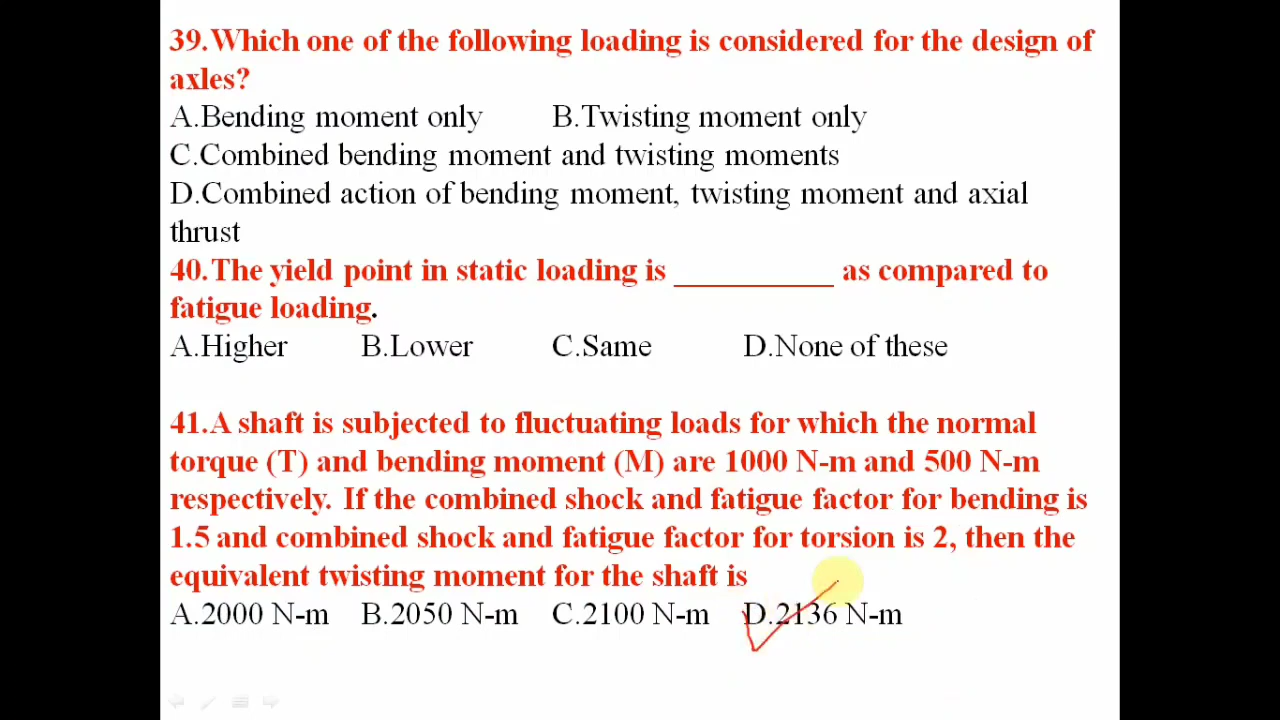 39.Which one of the following loading is considered for the design of
axles?
A.Bending moment only B.Twisting moment only
C.Combined bending moment and twisting moments
D.Combined action of bending moment, twisting moment and axial
thrust
40.The yield point in static loading is __________ as compared to
fatigue loading.
A.Higher B.Lower C.Same D.None of these
41.A shaft is subjected to fluctuating loads for which the normal
torque (T) and bending moment (M) are 1000 N-m and 500 N-m
respectively. If the combined shock and fatigue factor for bending is
1.5 and combined shock and fatigue factor for torsion is 2, then the
equivalent twisting moment for the shaft is
A.2000 N-m B.2050 N-m C.2100 N-m D.2136 N-m